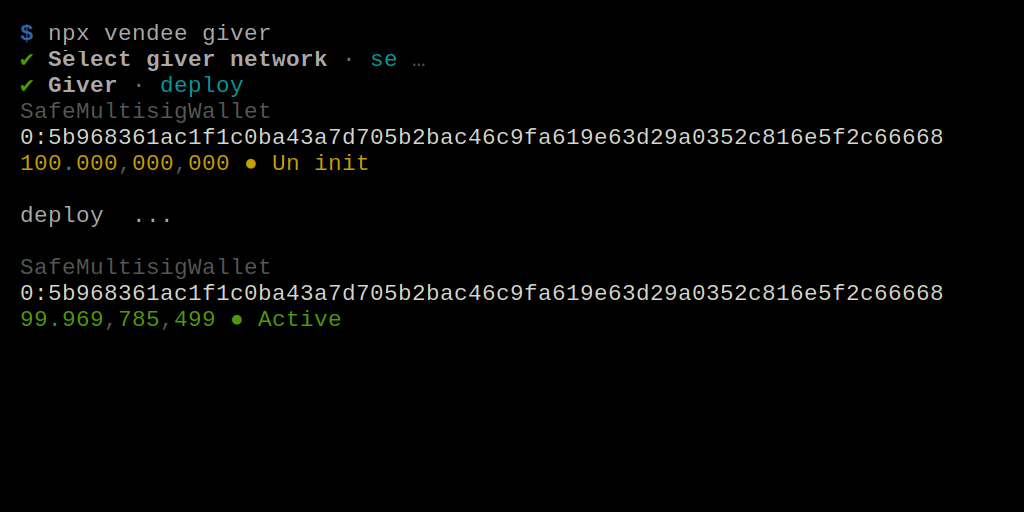 $ npx vendee giver
✔ Select giver network · se …
✔ Giver · deploy
SafeMultisigWallet
0:5b968361ac1f1c0ba43a7d705b2bac46c9fa619e63d29a0352c816e5f2c66668
100.000,000,000 ● Un init
deploy  ...
SafeMultisigWallet
0:5b968361ac1f1c0ba43a7d705b2bac46c9fa619e63d29a0352c816e5f2c66668
99.969,785,499 ● Active